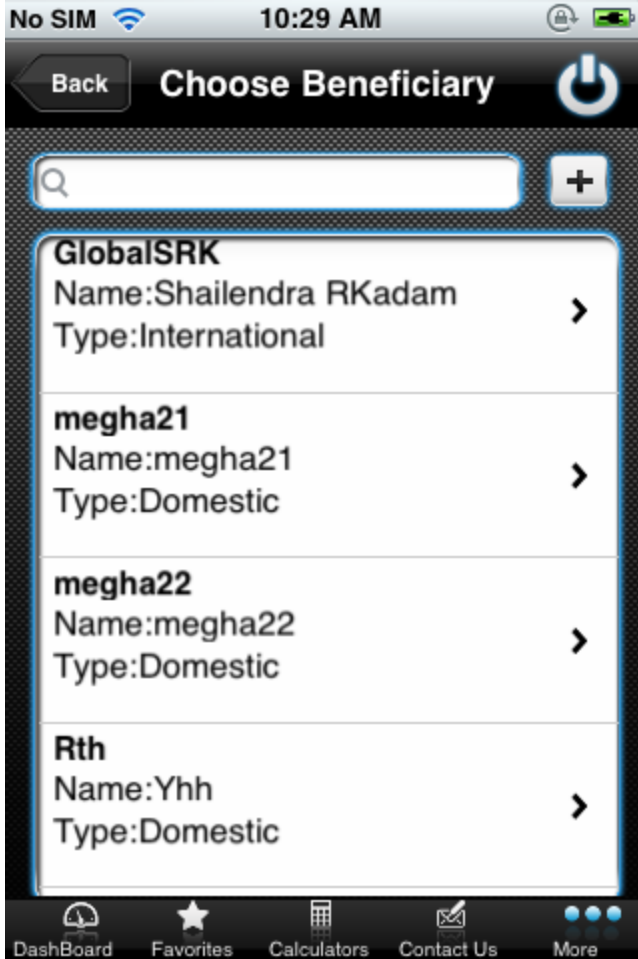 No SIM 10:29 AM
Back Choose Beneficiary
+
GlobalSRK
Name:Shailendra RKadam
Type:International
megha21
Name:megha21
Type:Domestic
megha22
Name:megha22
Type:Domestic
Rth
Name:Yhh
Type:Domestic
DashBoard Favorites Calculators Contact Us More